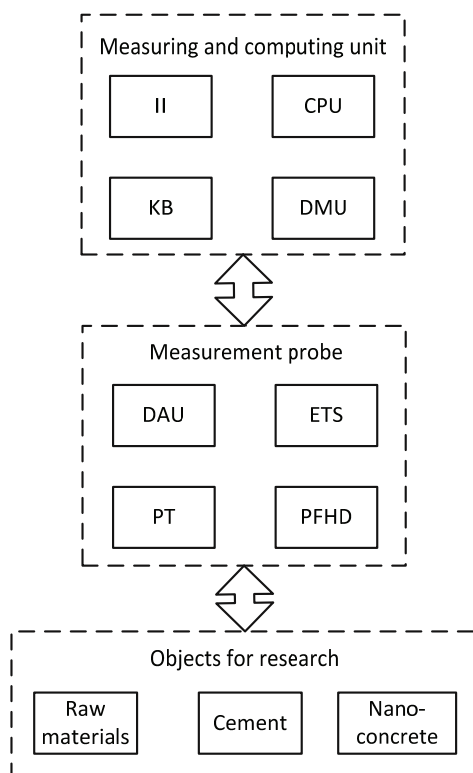 Measuring and computing unit
II
CPU
KB
DMU
Measurement probe
DAU
ETS
PT
PFHD
Objects for research
Raw
materials
Cement
Nano-
concrete